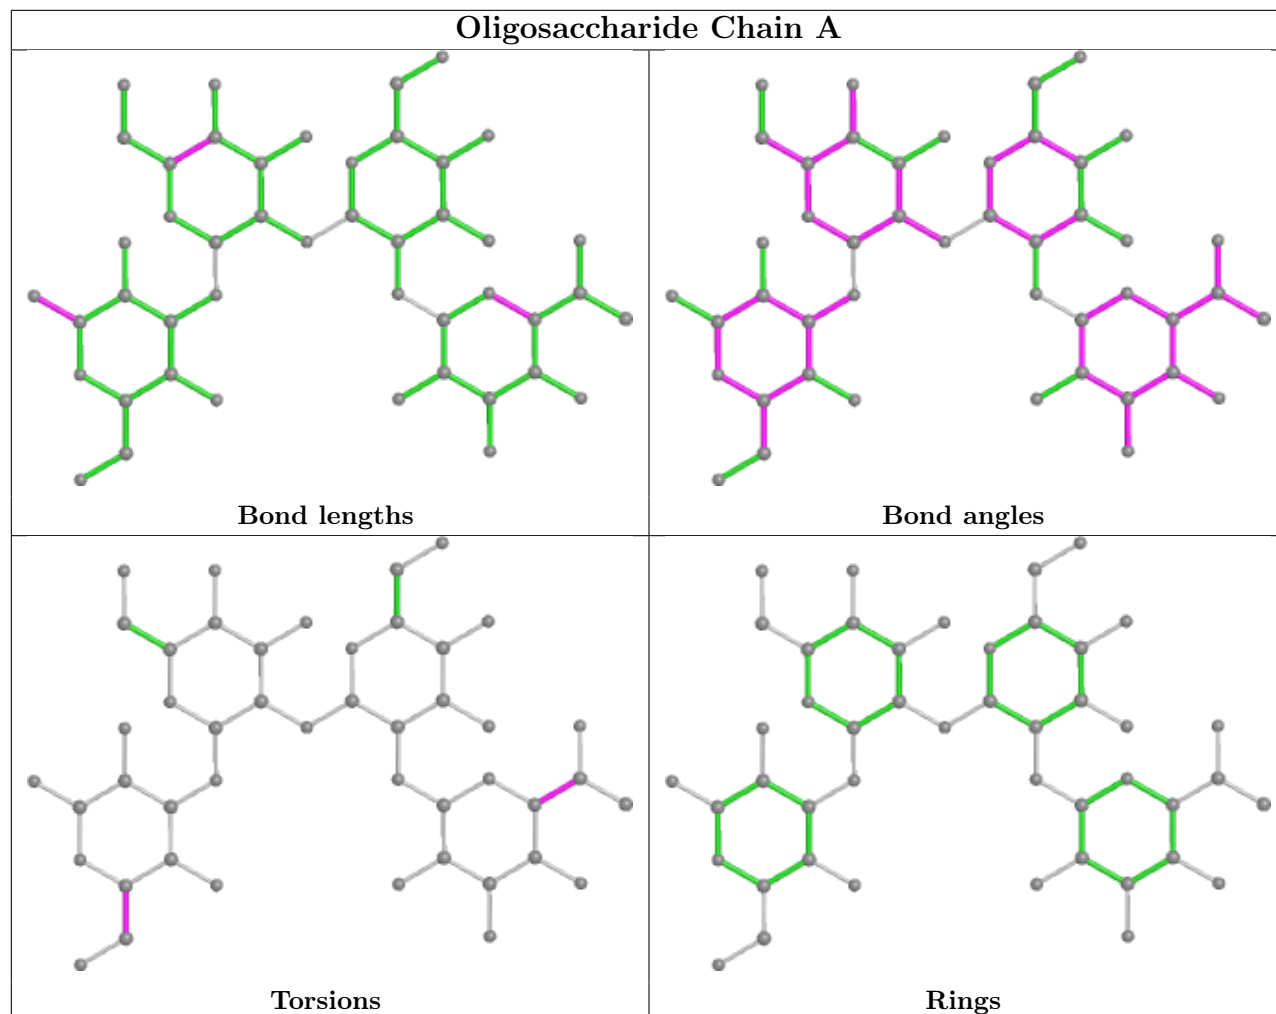 Oligosaccharide Chain A
Bond lengths
Bond angles
Torsions
Rings